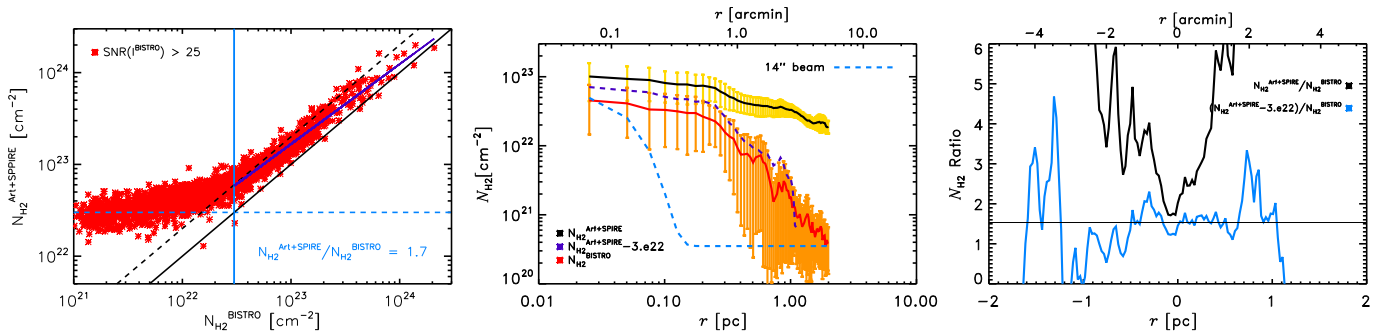 SNR(I^BISTRO) > 25
N_H2^Art+SPIRE [cm^-2]
10^24
10^23
10^22
N_H2^Art+SPIRE/N_H2^BISTRO = 1.7
10^21 10^22 10^23 10^24
N_H2^BISTRO [cm^-2]
r [arcmin]
0.1 1.0 10.0
14" beam
N_H2[cm^-2]
10^23
10^22
10^21
10^20
N_H2^Art+SPIRE
N_H2^Art+SPIRE-3.e22
N_H2^BISTRO
0.01 0.10 1.00 10.00
r [pc]
r [arcmin]
-4 -2 0 2 4
N_H2^Art+SPIRE/N_H2^BISTRO
(N_H2^Art+SPIRE-3.e22)/N_H2^BISTRO
N_H2 Ratio
6
5
4
3
2
1
0
-2 -1 0 1 2
r [pc]